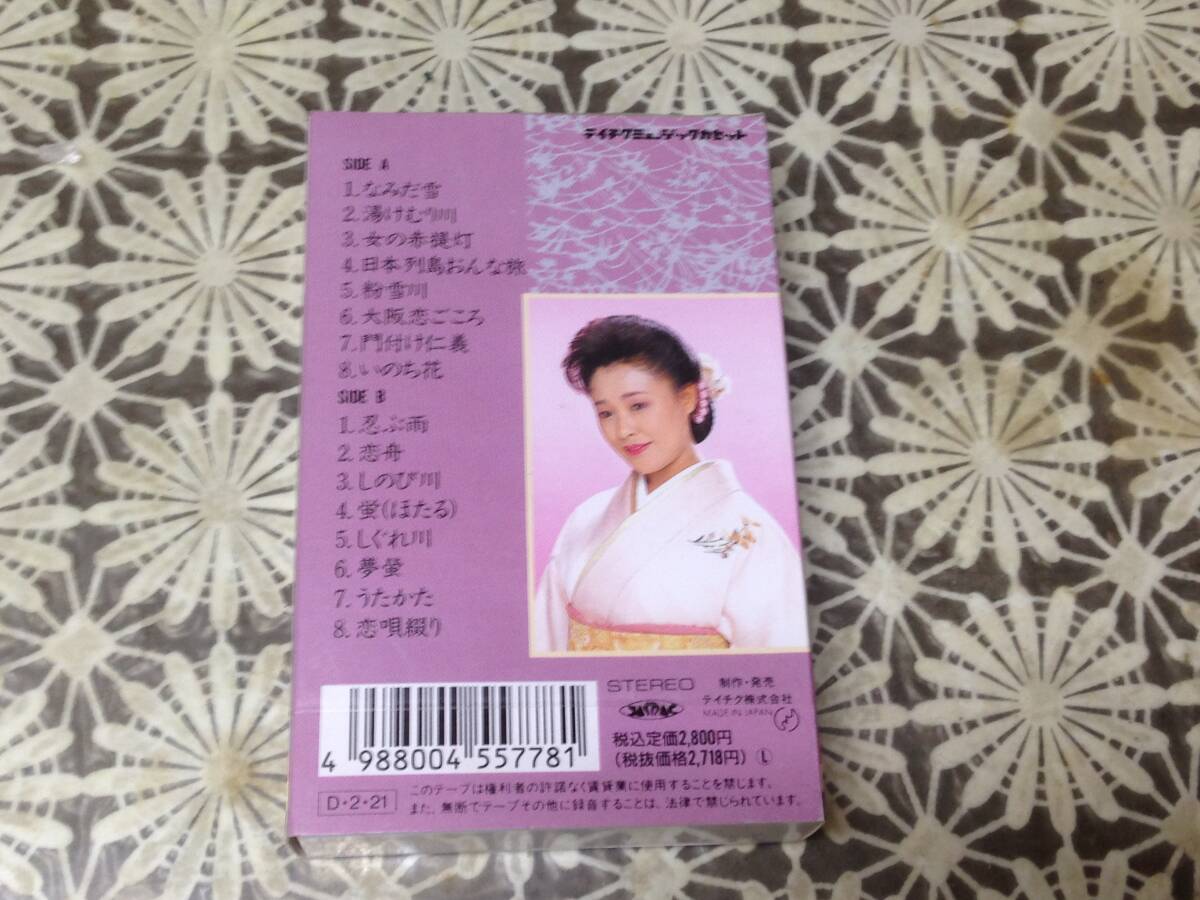 テイチクミュージックカセット
SIDE A
1.なみだ雪
2.湯けむり川
3.女の赤提灯
4.日本列島おんな旅
5.粉雪川
6.大阪恋ごころ
7.門付け仁義
8.いのち花
SIDE B
1.忍ぶ雨
2.恋舟
3.しのび川
4.蛍(ほたる)
5.しぐれ川
6.夢蛍
7.うたかた
8.恋唄綴り
4 988004 557781
D・2・21
STEREO
JASRAC
制作・発売
テイチク株式会社
MADE IN JAPAN
税込定価2,800円
(税抜価格2,718円) Ⓛ
このテープは権利者の許諾なく賃貸業に使用することを禁じます。
また、無断でテープその他に録音することは、法律で禁じられています。